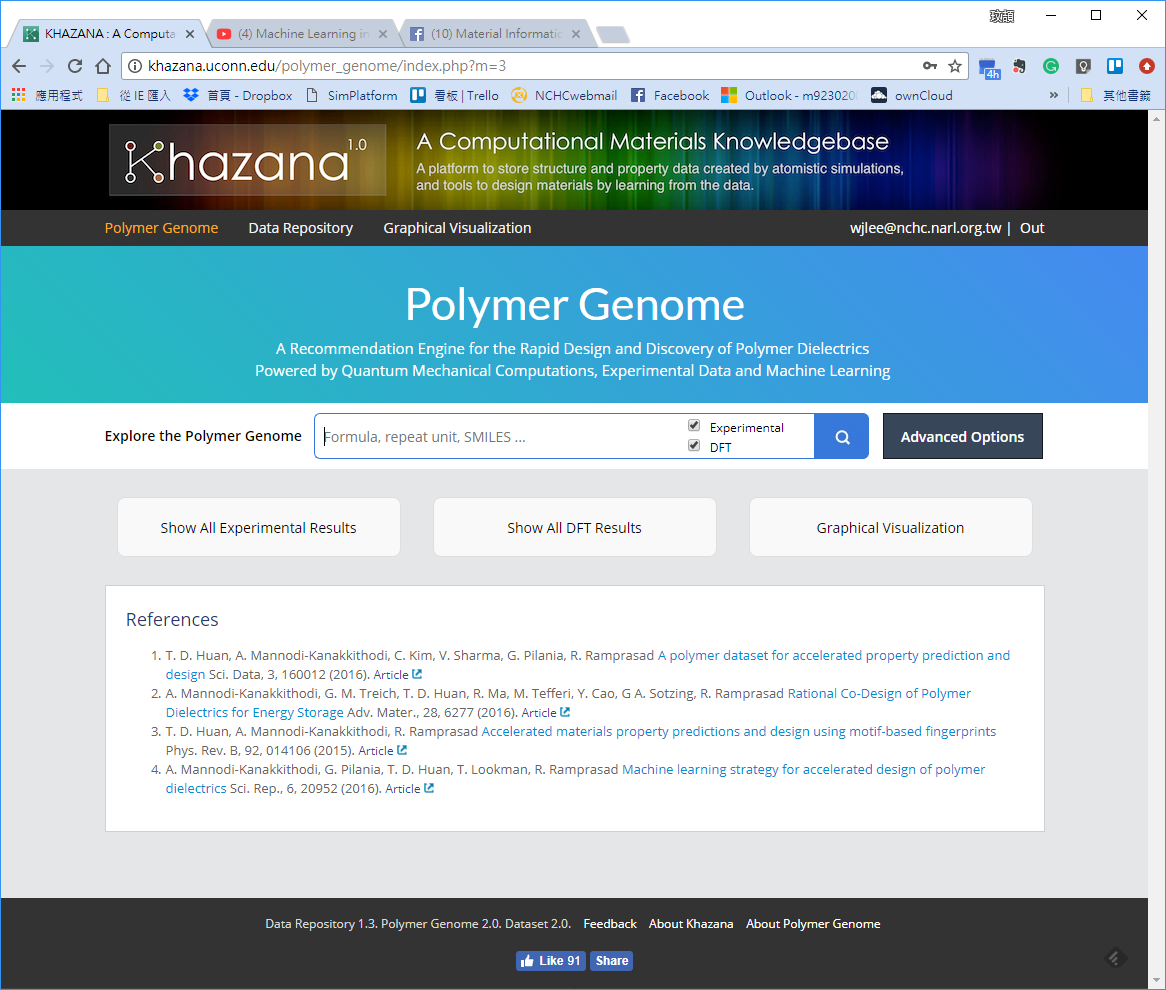 致頡
KHAZANA : A Computa
(4) Machine Learning in
(10) Material Informatic
khazana.uconn.edu/polymer_genome/index.php?m=3
4h
應用程式
從 IE 匯入
首頁 - Dropbox
SimPlatform
看板 | Trello
NCHCwebmail
Facebook
Outlook - m923020
ownCloud
»
其他書籤
Khazana 1.0
A Computational Materials Knowledgebase
A platform to store structure and property data created by atomistic simulations,
and tools to design materials by learning from the data.
Polymer Genome
Data Repository
Graphical Visualization
wjlee@nchc.narl.org.tw | Out
Polymer Genome
A Recommendation Engine for the Rapid Design and Discovery of Polymer Dielectrics
Powered by Quantum Mechanical Computations, Experimental Data and Machine Learning
Explore the Polymer Genome
Formula, repeat unit, SMILES ...
Experimental
DFT
Advanced Options
Show All Experimental Results
Show All DFT Results
Graphical Visualization
References
1. T. D. Huan, A. Mannodi-Kanakkithodi, C. Kim, V. Sharma, G. Pilania, R. Ramprasad A polymer dataset for accelerated property prediction and
design Sci. Data, 3, 160012 (2016). Article
2. A. Mannodi-Kanakkithodi, G. M. Treich, T. D. Huan, R. Ma, M. Tefferi, Y. Cao, G A. Sotzing, R. Ramprasad Rational Co-Design of Polymer
Dielectrics for Energy Storage Adv. Mater., 28, 6277 (2016). Article
3. T. D. Huan, A. Mannodi-Kanakkithodi, R. Ramprasad Accelerated materials property predictions and design using motif-based fingerprints
Phys. Rev. B, 92, 014106 (2015). Article
4. A. Mannodi-Kanakkithodi, G. Pilania, T. D. Huan, T. Lookman, R. Ramprasad Machine learning strategy for accelerated design of polymer
dielectrics Sci. Rep., 6, 20952 (2016). Article
Data Repository 1.3. Polymer Genome 2.0. Dataset 2.0. Feedback About Khazana About Polymer Genome
Like 91
Share